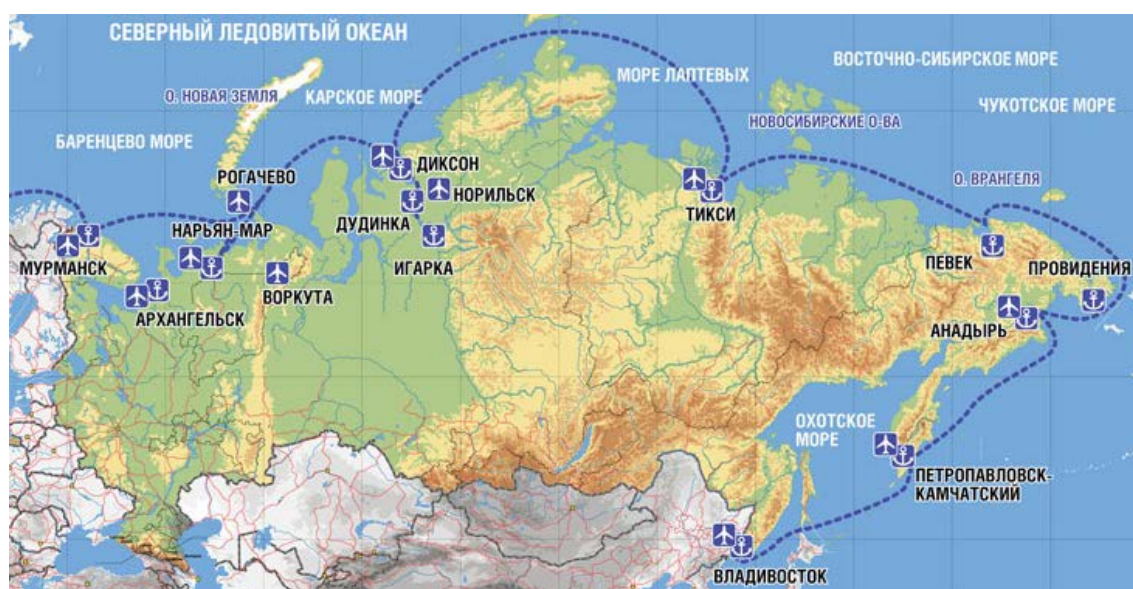 СЕВЕРНЫЙ ЛЕДОВИТЫЙ ОКЕАН
ВОСТОЧНО-СИБИРСКОЕ МОРЕ
МОРЕ ЛАПТЕВЫХ
О. НОВАЯ ЗЕМЛЯ
КАРСКОЕ МОРЕ
ЧУКОТСКОЕ МОРЕ
НОВОСИБИРСКИЕ О-ВА
БАРЕНЦЕВО МОРЕ
ДИКСОН
РОГАЧЕВО
НОРИЛЬСК
О. ВРАНГЕЛЯ
ДУДИНКА
ТИКСИ
НАРЬЯН-МАР
ИГАРКА
ПЕВЕК
МУРМАНСК
ПРОВИДЕНИЯ
ВОРКУТА
АРХАНГЕЛЬСК
АНАДЫРЬ
ОХОТСКОЕ
МОРЕ
ПЕТРОПАВЛОВСК-
КАМЧАТСКИЙ
ВЛАДИВОСТОК